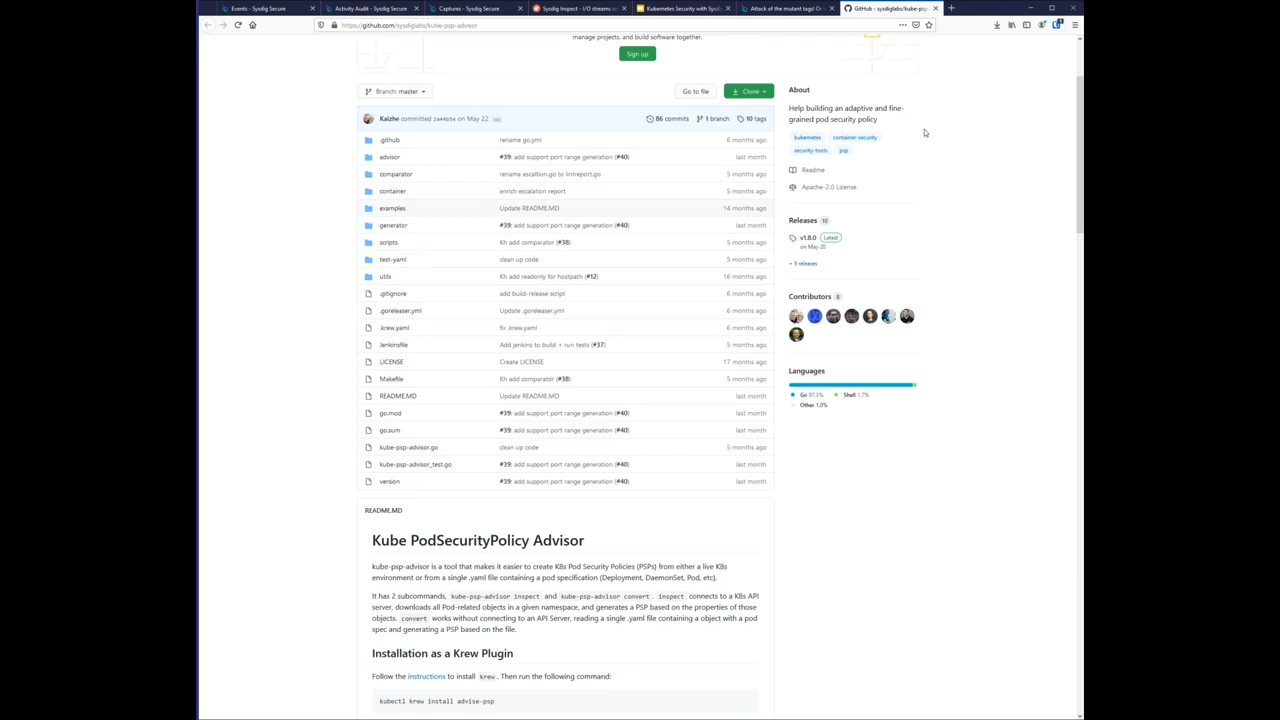 Events - Sysdig Secure
Activity Audit - Sysdig Secure
Captures - Sysdig Secure
Sysdig Inspect - I/O streams
Kubernetes Security with Sysd
Attack of the mutant tags! Or
GitHub - sysdiglabs/kube-psp-
https://github.com/sysdiglabs/kube-psp-advisor
manage projects, and build software together.
Sign up
Branch: master
Go to file
Clone
Kaizhe committed 2a44e5e on May 22
86 commits
1 branch
10 tags
.github rename go.yml 6 months ago
advisor #39: add support port range generation (#40) last month
comparator rename escaltion.go to lintreport.go 5 months ago
container enrich escalation report 5 months ago
examples Update README.MD 14 months ago
generator #39: add support port range generation (#40) last month
scripts Kh add comparator (#38) 5 months ago
test-yaml clean up code 5 months ago
utils Kh add readonly for hostpath (#12) 16 months ago
.gitignore add build-release script 6 months ago
.goreleaser.yml Update .goreleaser.yml 6 months ago
.krew.yaml fix .krew.yaml 6 months ago
Jenkinsfile Add jenkins to build + run tests (#37) 5 months ago
LICENSE Create LICENSE 17 months ago
Makefile Kh add comparator (#38) 5 months ago
README.MD Update README.MD last month
go.mod #39: add support port range generation (#40) last month
go.sum #39: add support port range generation (#40) last month
kube-psp-advisor.go clean up code 5 months ago
kube-psp-advisor_test.go #39: add support port range generation (#40) last month
version #39: add support port range generation (#40) last month
README.MD
Kube PodSecurityPolicy Advisor
kube-psp-advisor is a tool that makes it easier to create K8s Pod Security Policies (PSPs) from either a live K8s
environment or from a single .yaml file containing a pod specification (Deployment, DaemonSet, Pod, etc).
It has 2 subcommands, kube-psp-advisor inspect and kube-psp-advisor convert . inspect connects to a K8s API
server, downloads all Pod-related objects in a given namespace, and generates a PSP based on the properties of those
objects. convert works without connecting to an API Server, reading a single .yaml file containing a object with a pod
spec and generating a PSP based on the file.
Installation as a Krew Plugin
Follow the instructions to install krew . Then run the following command:
kubectl krew install advise-psp
About
Help building an adaptive and fine-
grained pod security policy
kubernetes container-security
security-tools psp
Readme
Apache-2.0 License
Releases 10
v1.8.0 Latest
on May 20
+ 9 releases
Contributors 8
Languages
Go 97.3% Shell 1.7%
Other 1.0%